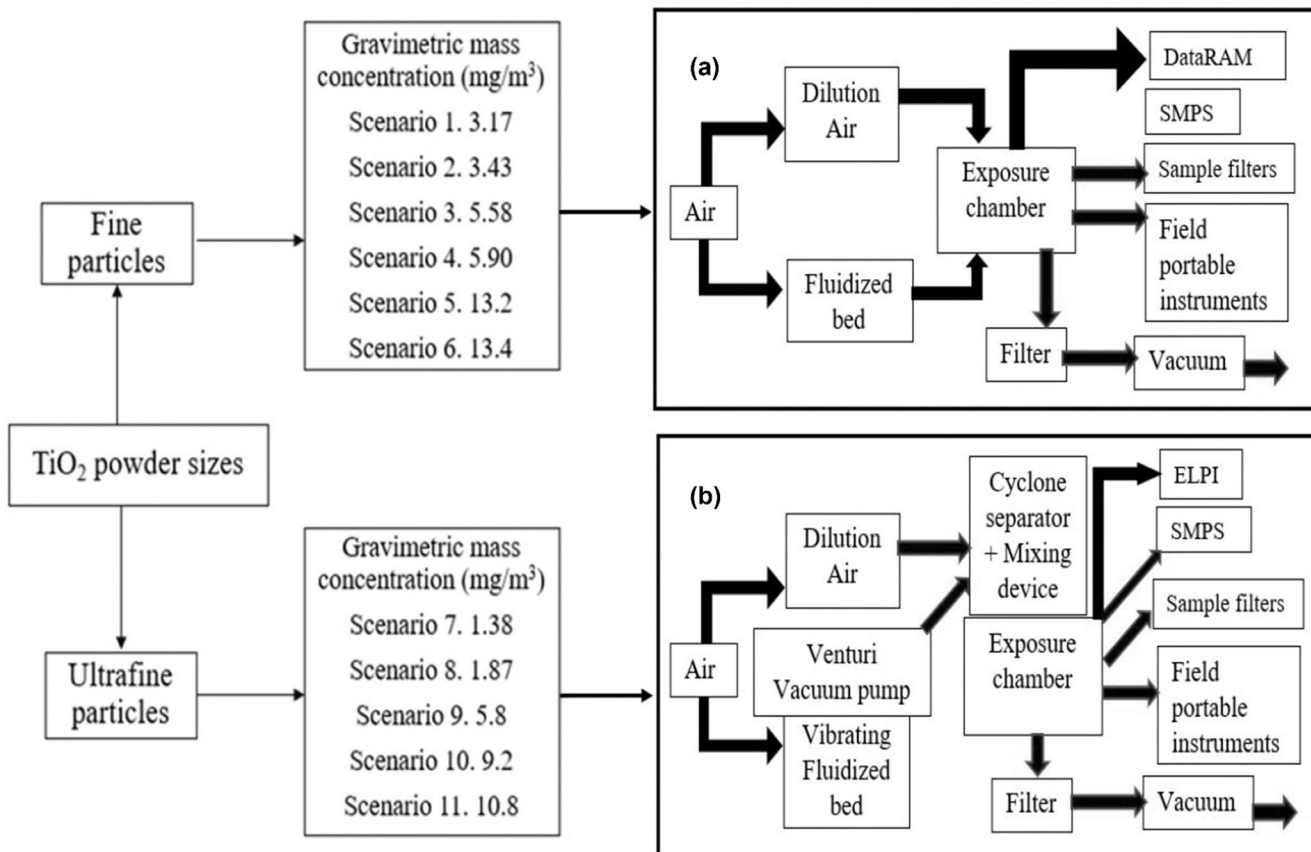 TiO₂ powder sizes
Fine
particles
Gravimetric mass
concentration (mg/m³)
Scenario 1. 3.17
Scenario 2. 3.43
Scenario 3. 5.58
Scenario 4. 5.90
Scenario 5. 13.2
Scenario 6. 13.4
(a)
Air
Dilution
Air
Fluidized
bed
Exposure
chamber
DataRAM
SMPS
Sample filters
Field
portable
instruments
Filter
Vacuum
Ultrafine
particles
Gravimetric mass
concentration (mg/m³)
Scenario 7. 1.38
Scenario 8. 1.87
Scenario 9. 5.8
Scenario 10. 9.2
Scenario 11. 10.8
(b)
Air
Dilution
Air
Venturi
Vacuum pump
Vibrating
Fluidized
bed
Cyclone
separator
+ Mixing
device
Exposure
chamber
ELPI
SMPS
Sample filters
Field
portable
instruments
Filter
Vacuum